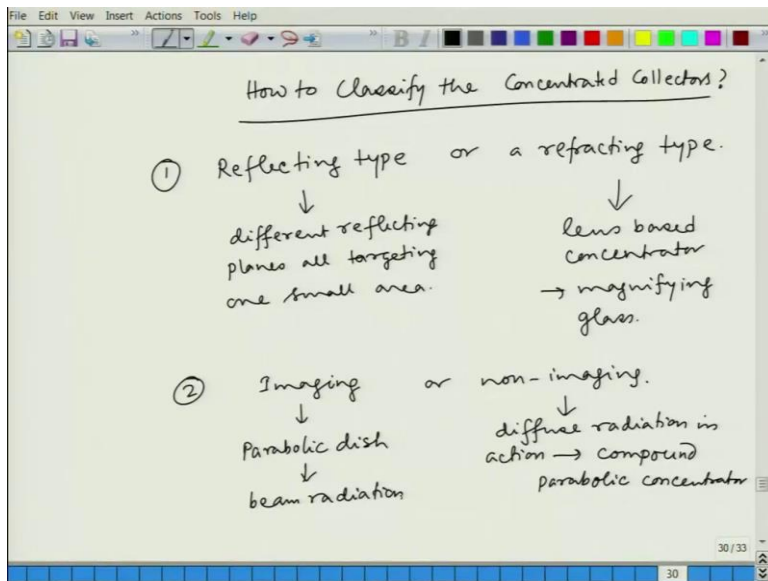 File Edit View Insert Actions Tools Help
B I
How to Classify the Concentrated Collectors?
① Reflecting type or a refracting type.
↓ ↓
different reflecting
planes all targeting
one small area.
lens based
concentrator
→ magnifying
glass.
② Imaging or non-imaging.
↓ ↓
Parabolic dish
↓
beam radiation
diffuse radiation in
action → compound
parabolic concentrator
30/33
30